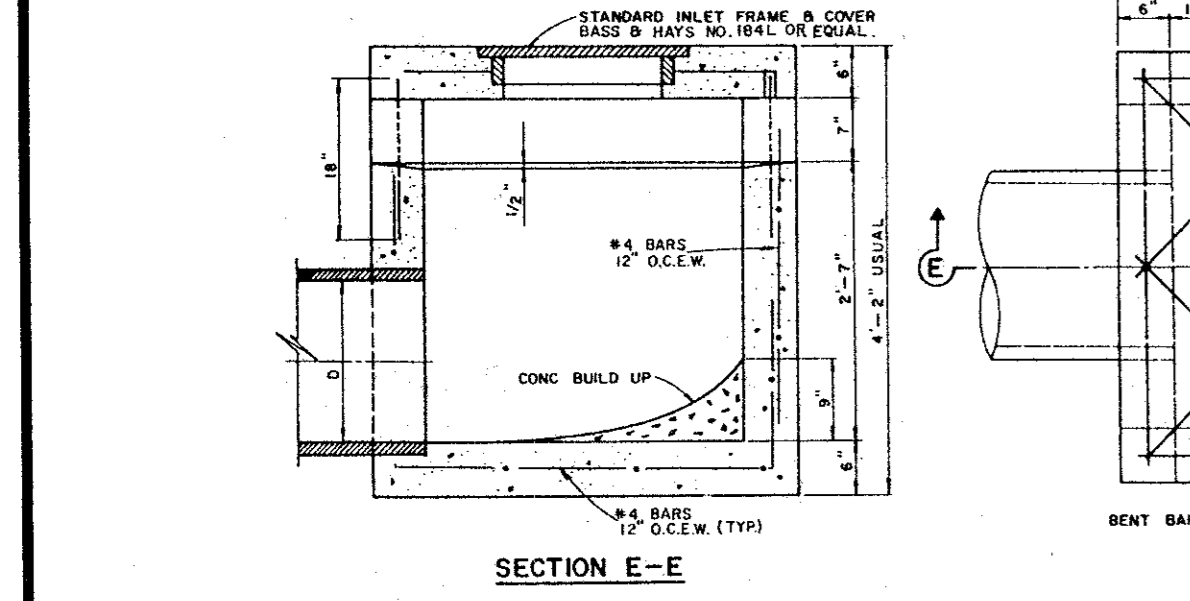 STANDARD INLET FRAME & COVER
BASS & HAYS NO. 184L OR EQUAL.
6"
6"
7"
18"
1/2"
#4 BARS
12" O.C.E.W.
2'-7"
4'-2" USUAL
E
D
CONC BUILD UP
9"
6"
#4 BARS
12" O.C.E.W. (TYP.)
BENT
SECTION E-E